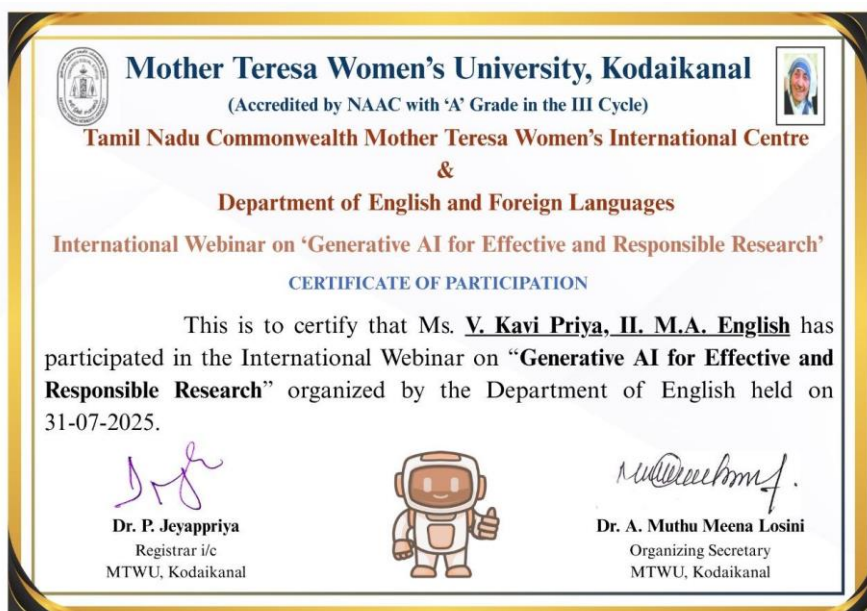 Mother Teresa Women's University, Kodaikanal
(Accredited by NAAC with 'A' Grade in the III Cycle)
Tamil Nadu Commonwealth Mother Teresa Women's International Centre
&
Department of English and Foreign Languages
International Webinar on 'Generative AI for Effective and Responsible Research'
CERTIFICATE OF PARTICIPATION
This is to certify that Ms. V. Kavi Priya, II. M.A. English has
participated in the International Webinar on "Generative AI for Effective and
Responsible Research" organized by the Department of English held on
31-07-2025.
Dr. P. Jeyappriya
Registrar i/c
MTWU, Kodaikanal
Dr. A. Muthu Meena Losini
Organizing Secretary
MTWU, Kodaikanal